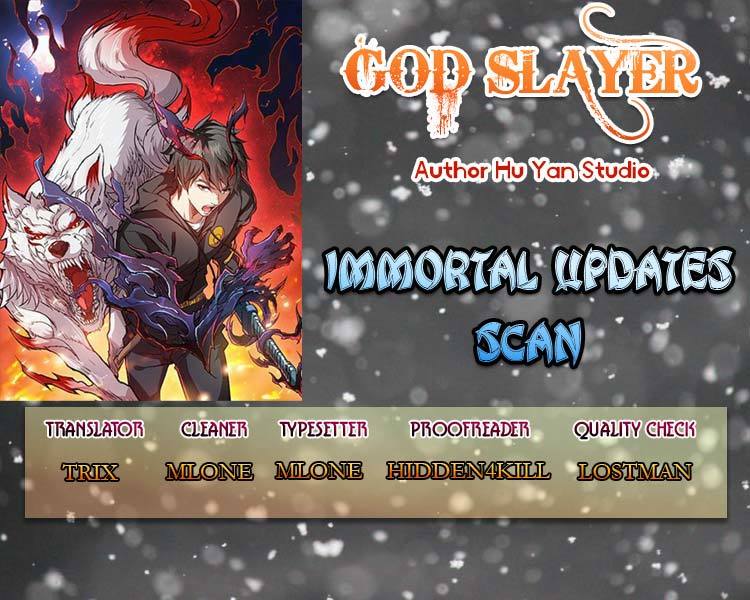 GOD SLAYER
Author Hu Yan Studio
IMMORTAL UPDATES
SCAN
TRANSLATOR CLEANER TYPESETTER PROOFREADER QUALITY CHECK
TRIX MLONE MLONE HIDDEN4KILL LOSTMAN